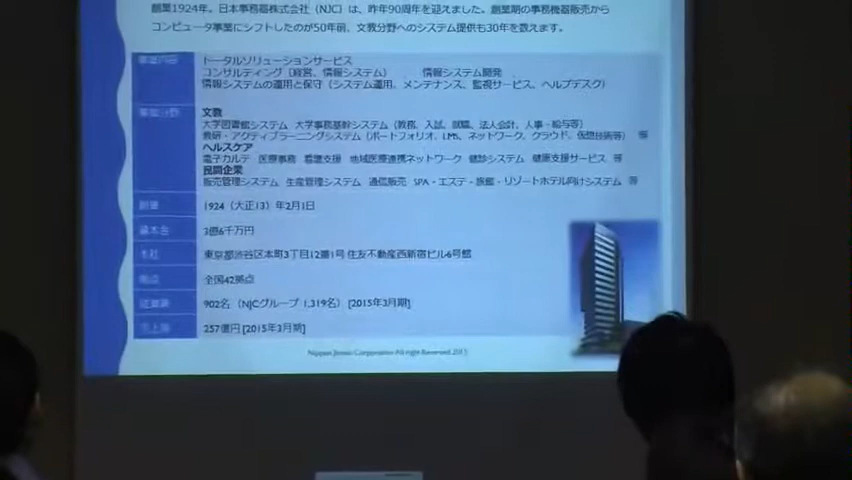 創業1924年。日本事務器株式会社（NJC）は、昨年90周年を迎えました。創業期の事務機器販売から
コンピュータ事業にシフトしたのが50年前、文教分野へのシステム提供も30年を数えます。
事業内容
トータルソリューションサービス
コンサルティング（経営、情報システム） 情報システム開発
情報システムの運用と保守（システム運用、メンテナンス、監視サービス、ヘルプデスク）
事業分野
文教
大学図書館システム 大学事務基幹システム（教務、入試、就職、法人会計、人事・給与等）
教研・アクティブラーニングシステム（ポートフォリオ、LMS、ネットワーク、クラウド、仮想技術等） 等
ヘルスケア
電子カルテ 医療事務 看護支援 地域医療連携ネットワーク 健診システム 健康支援サービス 等
民間企業
販売管理システム 生産管理システム 通信販売 SPA・エステ・旅館・リゾートホテル向けシステム 等
創業
1924（大正13）年2月1日
資本金
3億6千万円
本社
東京都渋谷区本町3丁目12番1号 住友不動産西新宿ビル6号館
拠点
全国42拠点
従業員
902名（NJCグループ 1,319名） [2015年3月期]
売上高
257億円 [2015年3月期]
Nippon Jimuki Corporation All right Reserved 2015